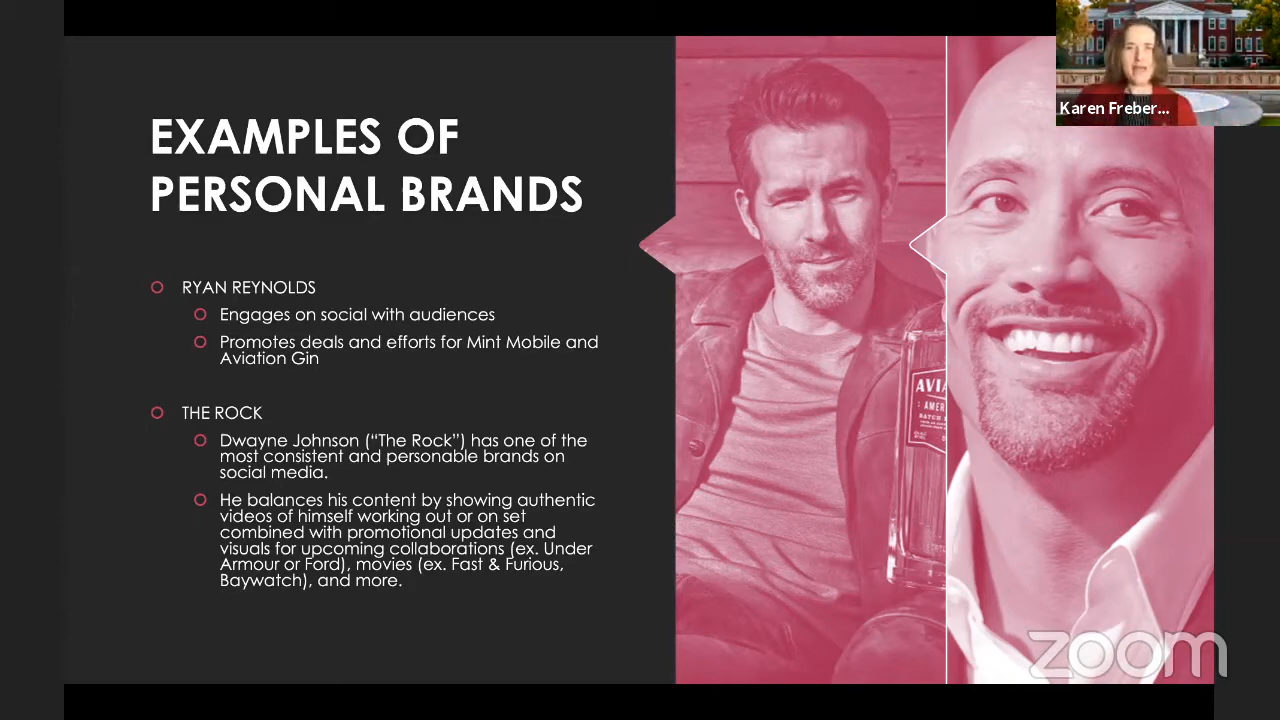 EXAMPLES OF
PERSONAL BRANDS
RYAN REYNOLDS
Engages on social with audiences
Promotes deals and efforts for Mint Mobile and
Aviation Gin
THE ROCK
Dwayne Johnson (“The Rock”) has one of the
most consistent and personable brands on
social media.
He balances his content by showing authentic
videos of himself working out or on set
combined with promotional updates and
visuals for upcoming collaborations (ex. Under
Armour or Ford), movies (ex. Fast & Furious,
Baywatch), and more.
AVIA
AMER
BATCH
Karen Freber...
zoom